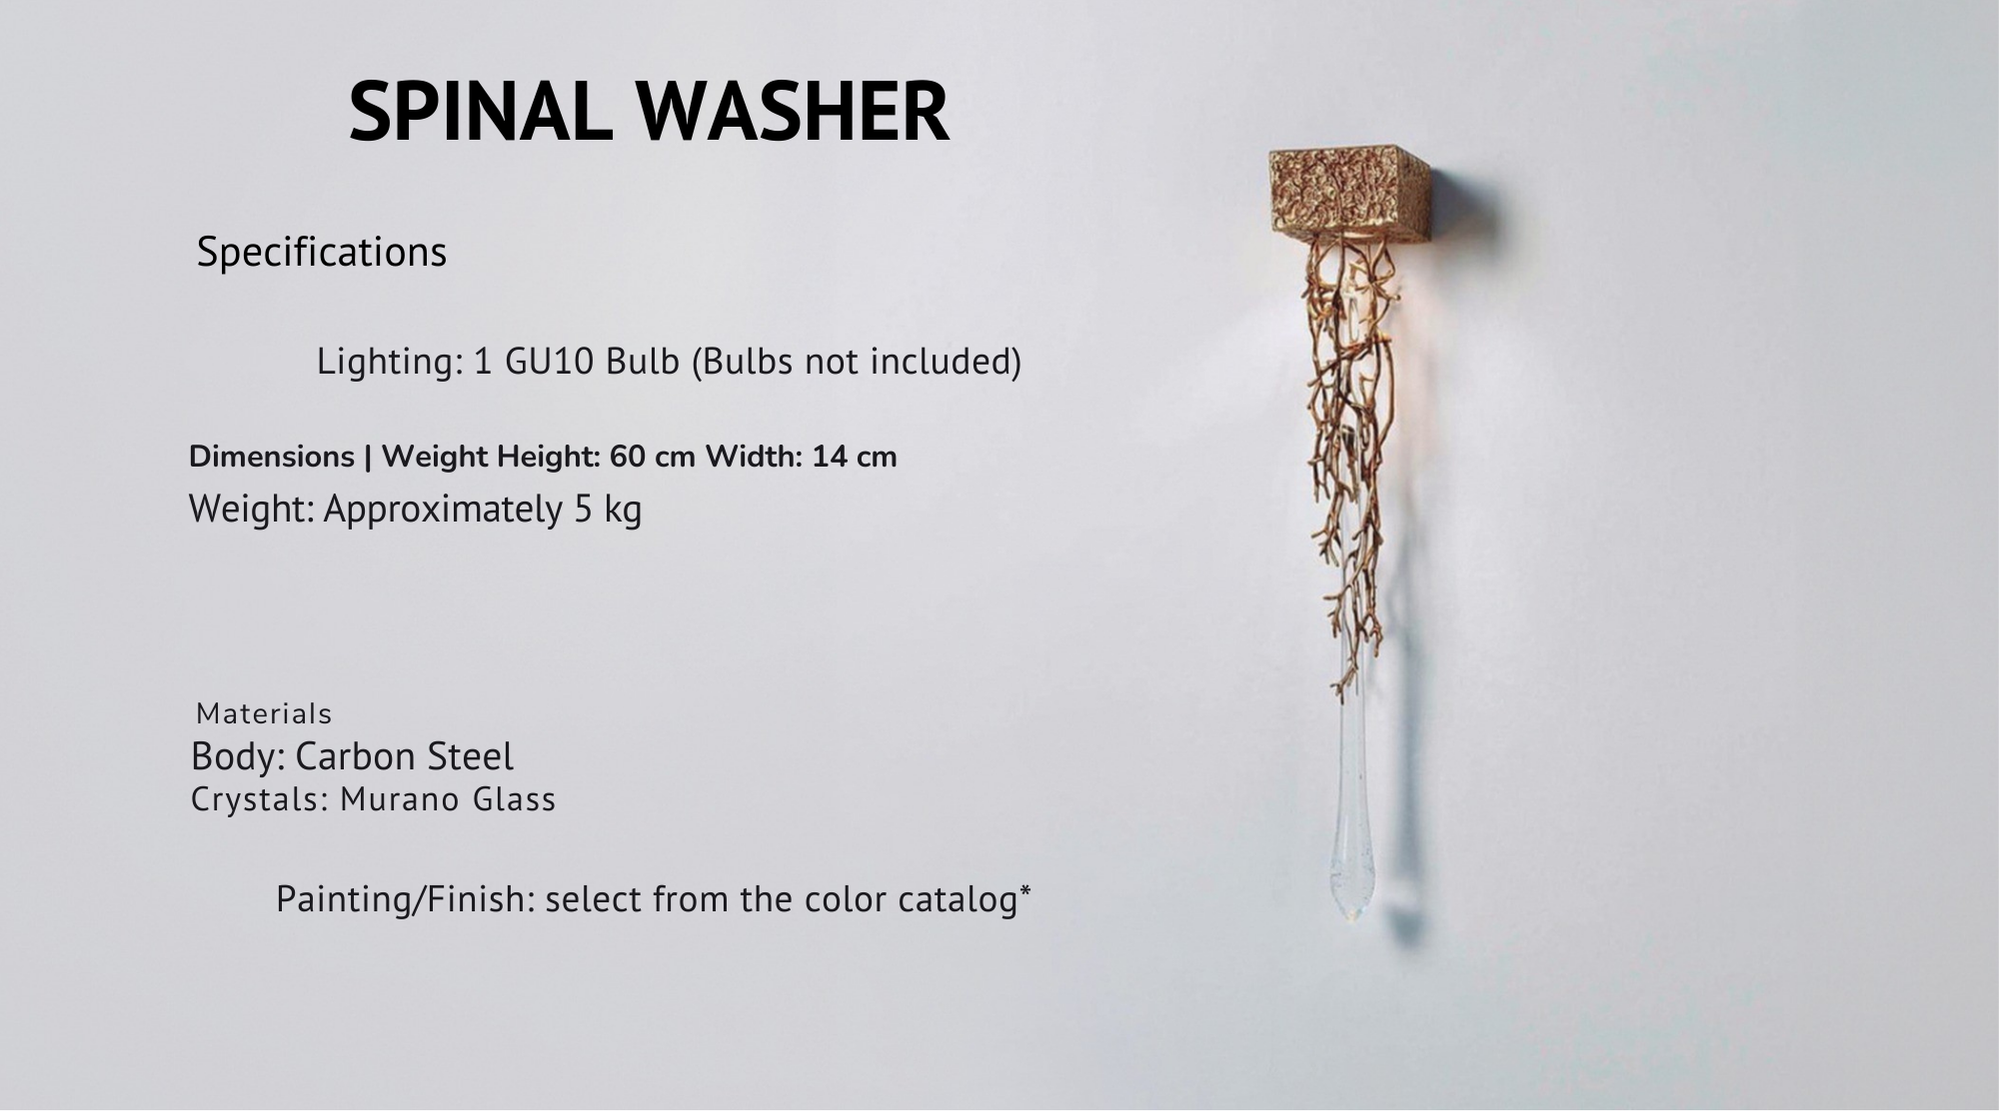 SPINAL WASHER
Specifications
Lighting: 1 GU10 Bulb (Bulbs not included)
Dimensions | Weight Height: 60 cm Width: 14 cm
Weight: Approximately 5 kg
Materials
Body: Carbon Steel
Crystals: Murano Glass
Painting/Finish: select from the color catalog*